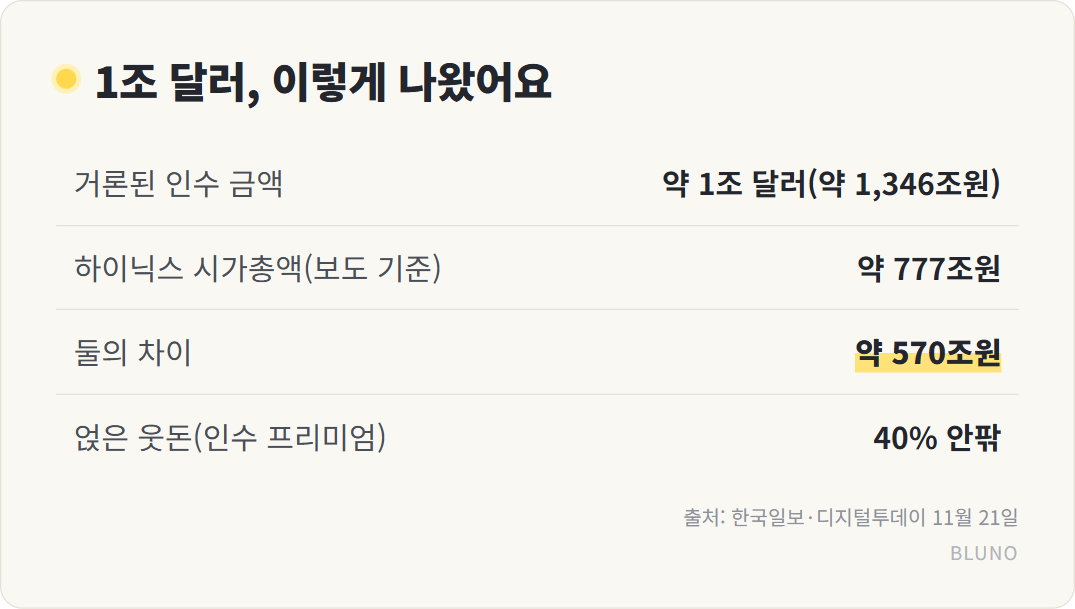 1조 달러, 이렇게 나왔어요
거론된 인수 금액 약 1조 달러(약 1,346조원)
하이닉스 시가총액(보도 기준) 약 777조원
둘의 차이 약 570조원
얹은 웃돈(인수 프리미엄) 40% 안팎
출처: 한국일보·디지털투데이 11월 21일
BLUNO